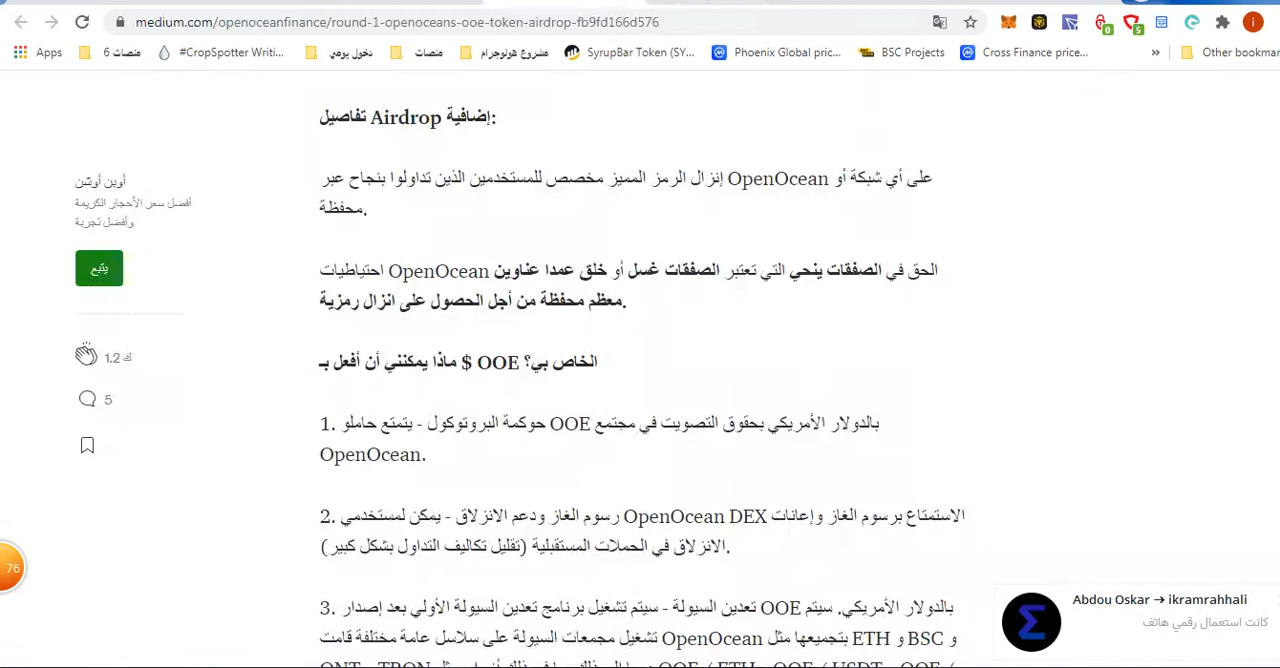 medium.com/openoceanfinance/round-1-openoceans-ooe-token-airdrop-fb9fd166d576
Apps
منصات 6
#CropSpotter Writi...
دخول يومي
منصات
مشروع هولوجرام
SyrupBar Token (SY...
Phoenix Global pric...
BSC Projects
Cross Finance price...
»
Other bookmar
تفاصيل Airdrop إضافية:
إنزال الرمز المميز مخصص للمستخدمين الذين تداولوا بنجاح عبر OpenOcean على أي شبكة أو
محفظة.
احتياطيات OpenOcean الحق في الصفقات ينحي التي تعتبر الصفقات غسل أو خلق عمدا عناوين
معظم محفظة من أجل الحصول على انزال رمزية.
ماذا يمكنني أن أفعل بـ $ OOE الخاص بي؟
1. حوكمة البروتوكول - يتمتع حاملو OOE بالدولار الأمريكي بحقوق التصويت في مجتمع
OpenOcean.
2. رسوم الغاز ودعم الانزلاق - يمكن لمستخدمي OpenOcean DEX الاستمتاع برسوم الغاز وإعانات
الانزلاق في الحملات المستقبلية (تقليل تكاليف التداول بشكل كبير).
3. تعدين السيولة - سيتم تشغيل برنامج تعدين السيولة الأولي بعد إصدار OOE بالدولار الأمريكي. سيتم
تشغيل مجمعات السيولة على سلاسل عامة مختلفة قامت OpenOcean بتجميعها مثل ETH و BSC و
أوين أوشن
أفضل سعر الأحجار الكريمة
وأفضل تجربة
يتبع
1.2 ك
5
76
0
5
i
Abdou Oskar → ikramrahhali
كانت استعمال رقمي هاتف